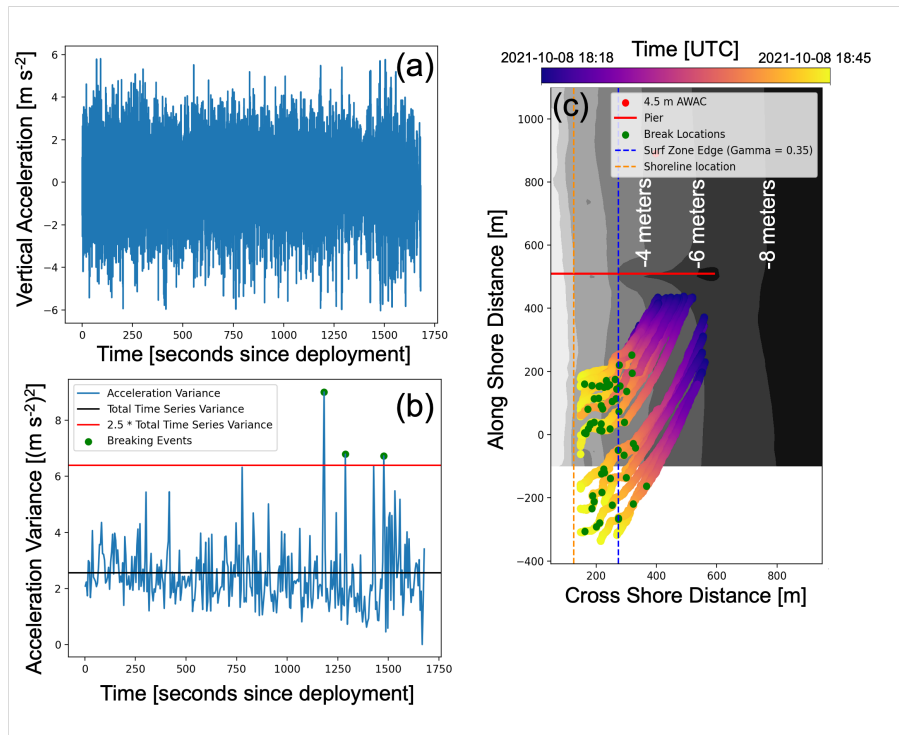 (a)
Vertical Acceleration [m s⁻²]
6
4
2
0
−2
−4
−6
0
250
500
750
1000
1250
1500
1750
Time [seconds since deployment]
(b)
Acceleration Variance
Total Time Series Variance
2.5 * Total Time Series Variance
Breaking Events
Acceleration Variance [(m s⁻²)²]
8
6
4
2
0
0
250
500
750
1000
1250
1500
1750
Time [seconds since deployment]
Time [UTC]
2021-10-08 18:18
2021-10-08 18:45
(c)
4.5 m AWAC
Pier
Break Locations
Surf Zone Edge (Gamma = 0.35)
Shoreline location
-4 meters
-6 meters
-8 meters
Along Shore Distance [m]
1000
800
600
400
200
0
−200
−400
200
400
600
800
Cross Shore Distance [m]